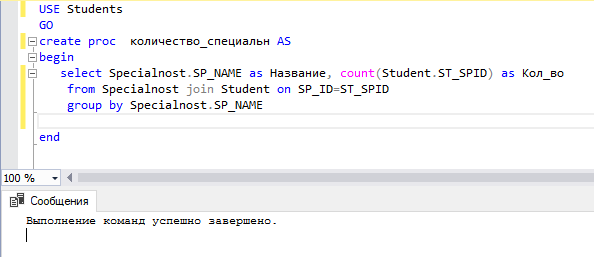 USE Students
GO
create proc количество_специальн AS
begin
select Specialnost.SP_NAME as Название, count(Student.ST_SPID) as Кол_во
from Specialnost join Student on SP_ID=ST_SPID
group by Specialnost.SP_NAME
end
100 %
Сообщения
Выполнение команд успешно завершено.